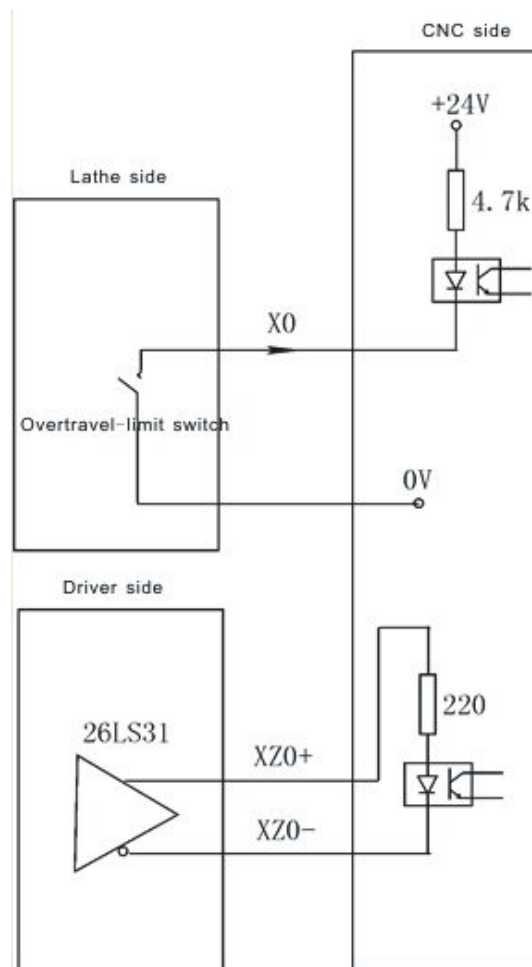 CNC side
+24V
Lathe side
4.7k
X0
Overtravel-limit switch
0V
Driver side
26LS31
220
XZ0+
XZ0-